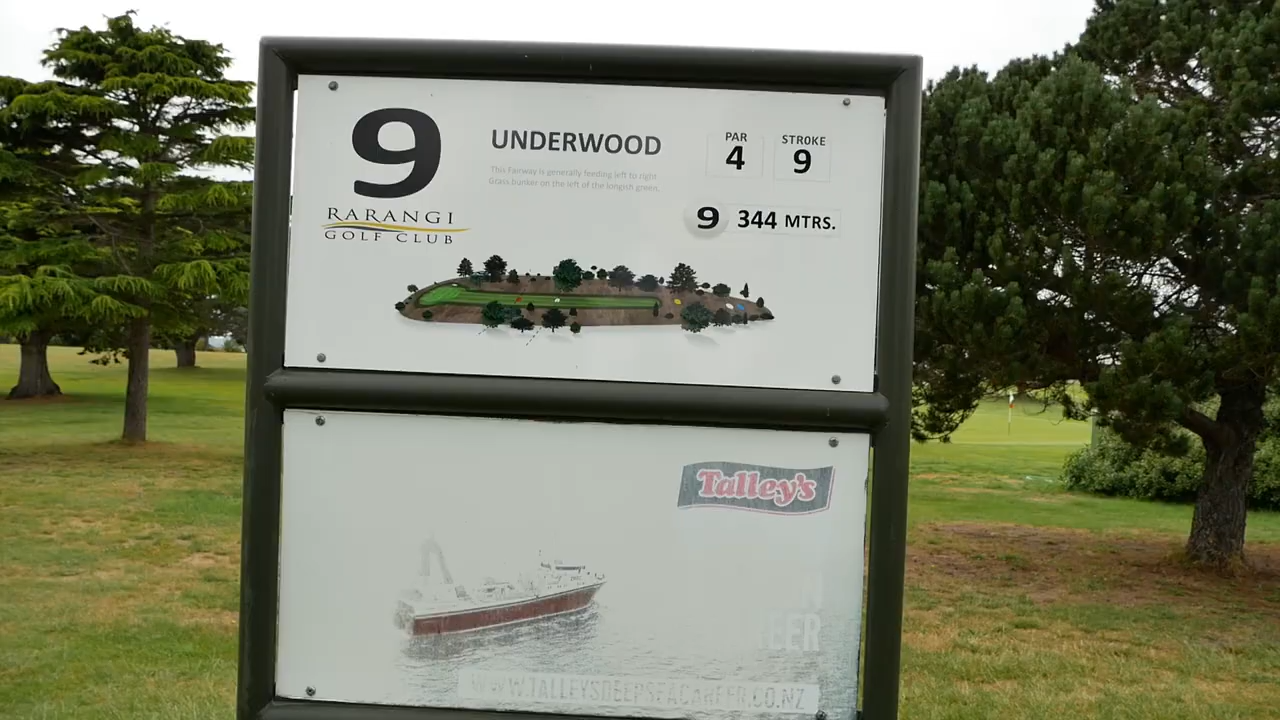 9
UNDERWOOD
PAR
4
STROKE
9
This Fairway is generally feeding left to right
Grass bunker on the left of the longish green.
RARANGI
GOLF CLUB
9 344 MTRS.
Talley's
EER
WWW.TALLEYSDEEPSEACAREER.CO.NZ